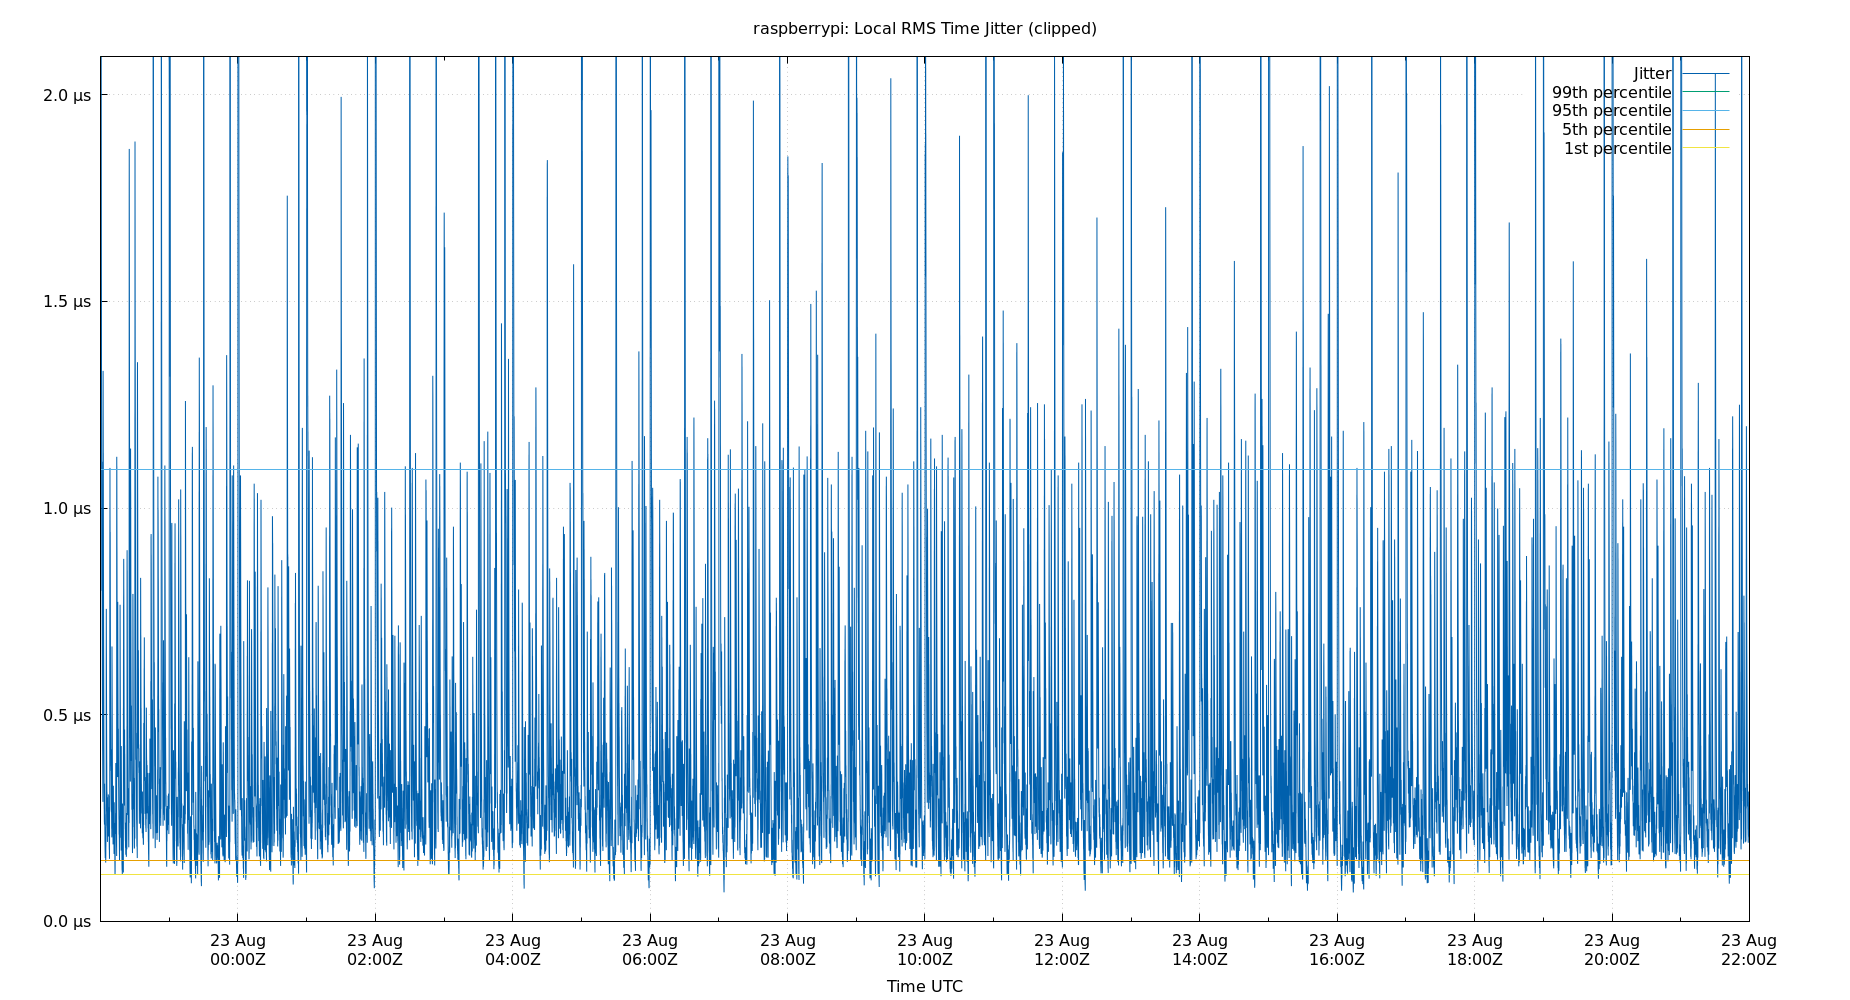 raspberrypi: Local RMS Time Jitter (clipped)
Jitter
99th percentile
95th percentile
5th percentile
1st percentile
2.0 µs
1.5 µs
1.0 µs
0.5 µs
0.0 µs
23 Aug 23 Aug 23 Aug 23 Aug 23 Aug 23 Aug 23 Aug 23 Aug 23 Aug 23 Aug 23 Aug 23 Aug
00:00Z 02:00Z 04:00Z 06:00Z 08:00Z 10:00Z 12:00Z 14:00Z 16:00Z 18:00Z 20:00Z 22:00Z
Time UTC